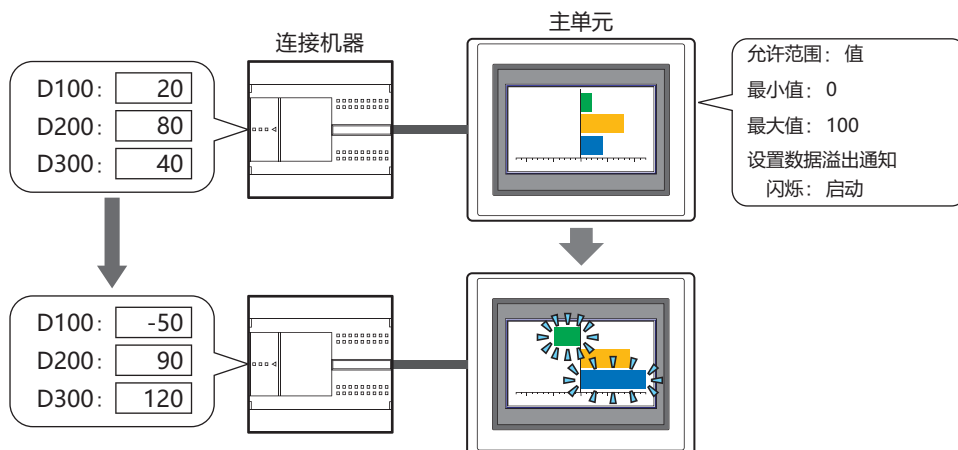 连接机器
主单元
D100: 20
D200: 80
D300: 40
允许范围: 值
最小值: 0
最大值: 100
设置数据溢出通知
闪烁: 启动
D100: -50
D200: 90
D300: 120